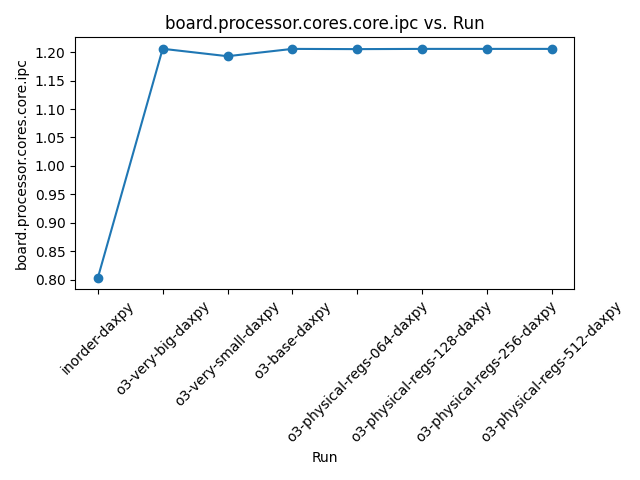 board.processor.cores.core.ipc vs. Run
board.processor.cores.core.ipc
1.20
1.15
1.10
1.05
1.00
0.95
0.90
0.85
0.80
inorder-daxpy
o3-very-big-daxpy
o3-very-small-daxpy
o3-base-daxpy
o3-physical-regs-064-daxpy
o3-physical-regs-128-daxpy
o3-physical-regs-256-daxpy
o3-physical-regs-512-daxpy
Run